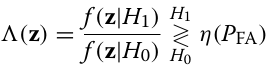 Λ(𝐳) = f(𝐳|H₁) / f(𝐳|H₀) ≷^{H₁}_{H₀} η(P_FA)